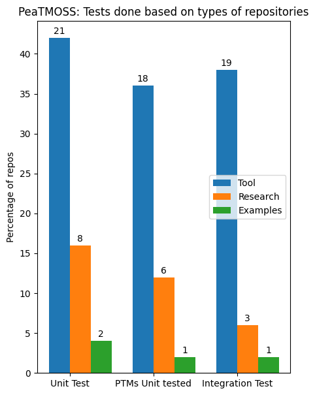 PeaTMOSS: Tests done based on types of repositories
Percentage of repos
40
35
30
25
20
15
10
5
0
21
8
2
18
6
1
19
3
1
Tool
Research
Examples
Unit Test
PTMs Unit tested
Integration Test